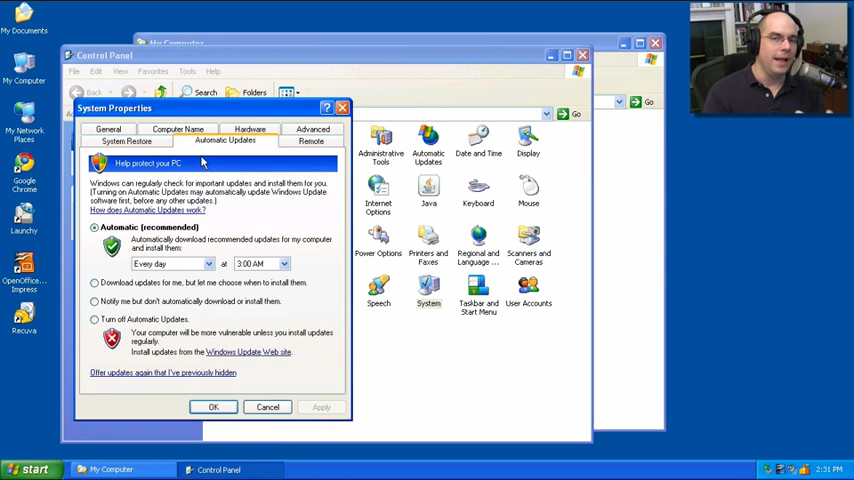 My Documents
My Computer
My Network
Places
Google
Chrome
Launchy
OpenOffice....
Impress
Recuva
My Computer
Control Panel
File Edit View Favorites Tools Help
Back Search Folders
Go
Go
System Properties
General Computer Name Hardware Advanced
System Restore Automatic Updates Remote
Help protect your PC
Windows can regularly check for important updates and install them for you.
(Turning on Automatic Updates may automatically update Windows Update
software first, before any other updates.)
How does Automatic Updates work?
Automatic (recommended)
Automatically download recommended updates for my computer
and install them:
Every day at 3:00 AM
Download updates for me, but let me choose when to install them.
Notify me but don't automatically download or install them.
Turn off Automatic Updates.
Your computer will be more vulnerable unless you install updates
regularly.
Install updates from the Windows Update Web site.
Offer updates again that I've previously hidden
OK Cancel Apply
Administrative
Tools
Automatic
Updates
Date and Time
Display
Internet
Options
Java
Keyboard
Mouse
Power Options
Printers and
Faxes
Regional and
Language ...
Scanners and
Cameras
Speech
System
Taskbar and
Start Menu
User Accounts
start
My Computer
Control Panel
2:31 PM